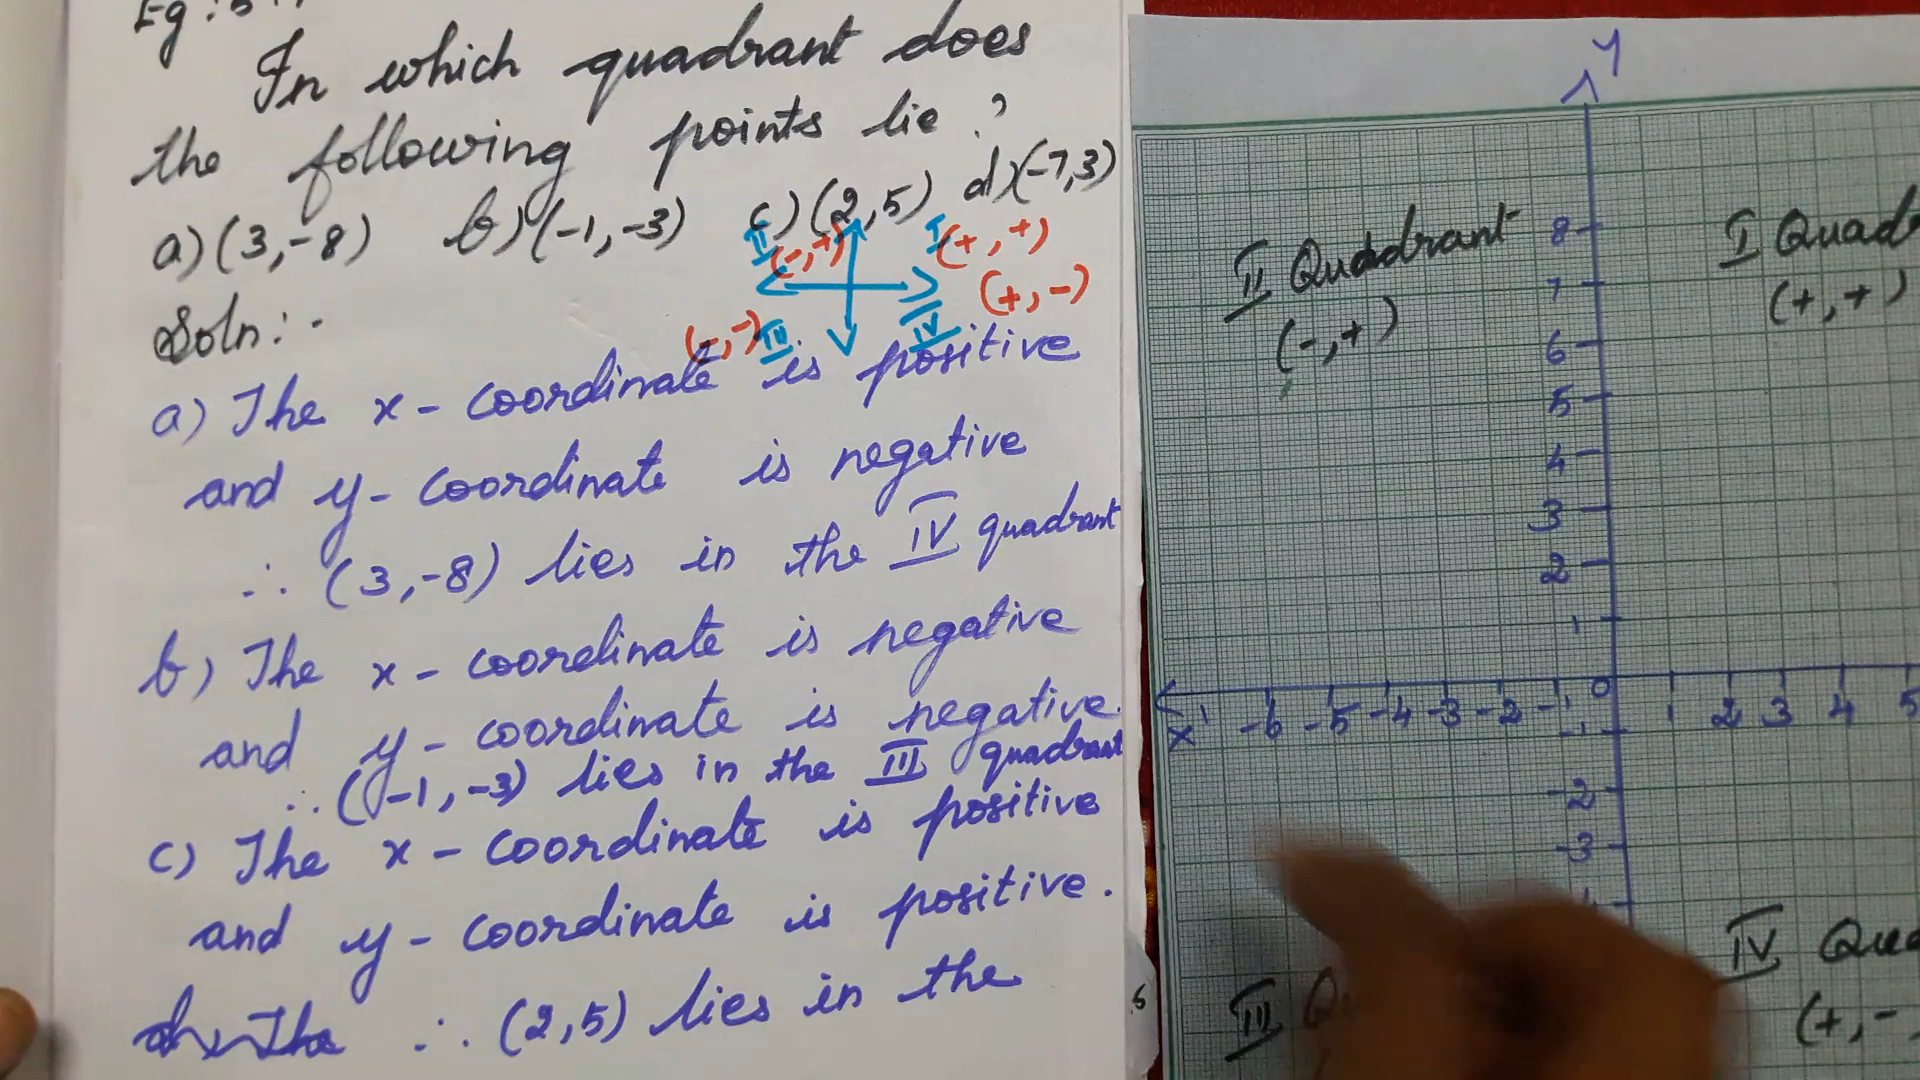 In which quadrant does
the following points lie?
a) (3,-8) b) (-1,-3) c) (2,5) d) (-7,3)
II (-,+) I (+,+)
(+,-)
(-,-) III IV
Soln:-
a) The x-coordinate is positive
and y-coordinate is negative
∴ (3,-8) lies in the IV quadrant
b) The x-coordinate is negative
and y-coordinate is negative.
∴ (-1,-3) lies in the III quadrant
c) The x-coordinate is positive
and y-coordinate is positive.
The ∴ (2,5) lies in the
Y
II Quadrant
(-,+)
I Quad
(+,+)
8
7
6
5
4
3
2
1
X' -6 -5 -4 -3 -2 -1 0 1 2 3 4 5
-1
-2
-3
III
IV Qua
(+,-